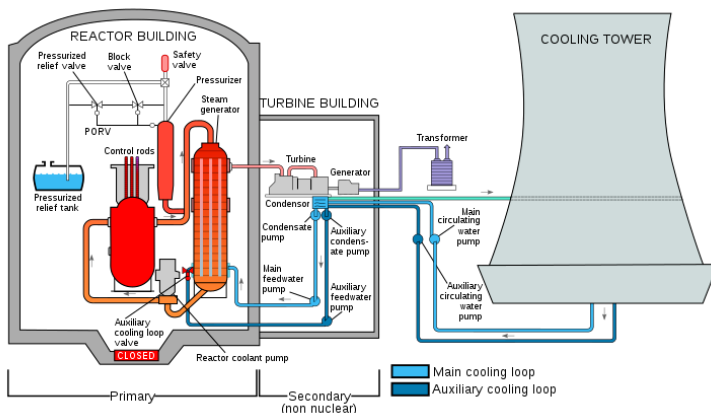 REACTOR BUILDING
COOLING TOWER
Pressurized
relief valve
Block
valve
Safety
valve
Pressurizer
Steam
generator
TURBINE BUILDING
PORV
Control rods
Turbine
Generator
Transformer
Pressurized
relief tank
Condensor
Condensate
pump
Auxiliary
condens-
ate pump
Main
circulating
water
pump
Main
feedwater
pump
Auxiliary
feedwater
pump
Auxiliary
circulating
water
pump
Auxiliary
cooling loop
valve
Reactor coolant pump
CLOSED
Main cooling loop
Auxiliary cooling loop
Primary
Secondary
(non nuclear)